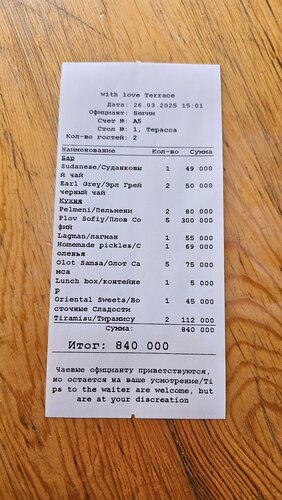 with love Terrace
Дата: 26.03.2025 15:01
Официант: Бегим
Счет №: A5
Стол №: 1, Терасса
Кол-во гостей: 2
Наименование Кол-во Сумма
Бар
Sudanese/Суданковы 1 49 000
й чай
Earl Grey/Эрл Грей 2 50 000
черный чай
Кухня
Pelmeni/Пельмени 2 80 000
Plov Sofiy/Плов Со 5 300 000
фий
Lagman/лагман 1 55 000
Homemade pickles/С 1 69 000
оленья
Olot Samsa/Олот Са 5 75 000
мса
Lunch box/контейне 1 5 000
р
Oriental Sweets/Во 1 45 000
сточные Сладости
Tiramisu/Тирамису 2 112 000
Сумма: 840 000
Итог: 840 000
Чаевые официанту приветствуются,
но остается на ваше усмотрение/Ti
ps to the waiter are welcome, but
are at your discreation